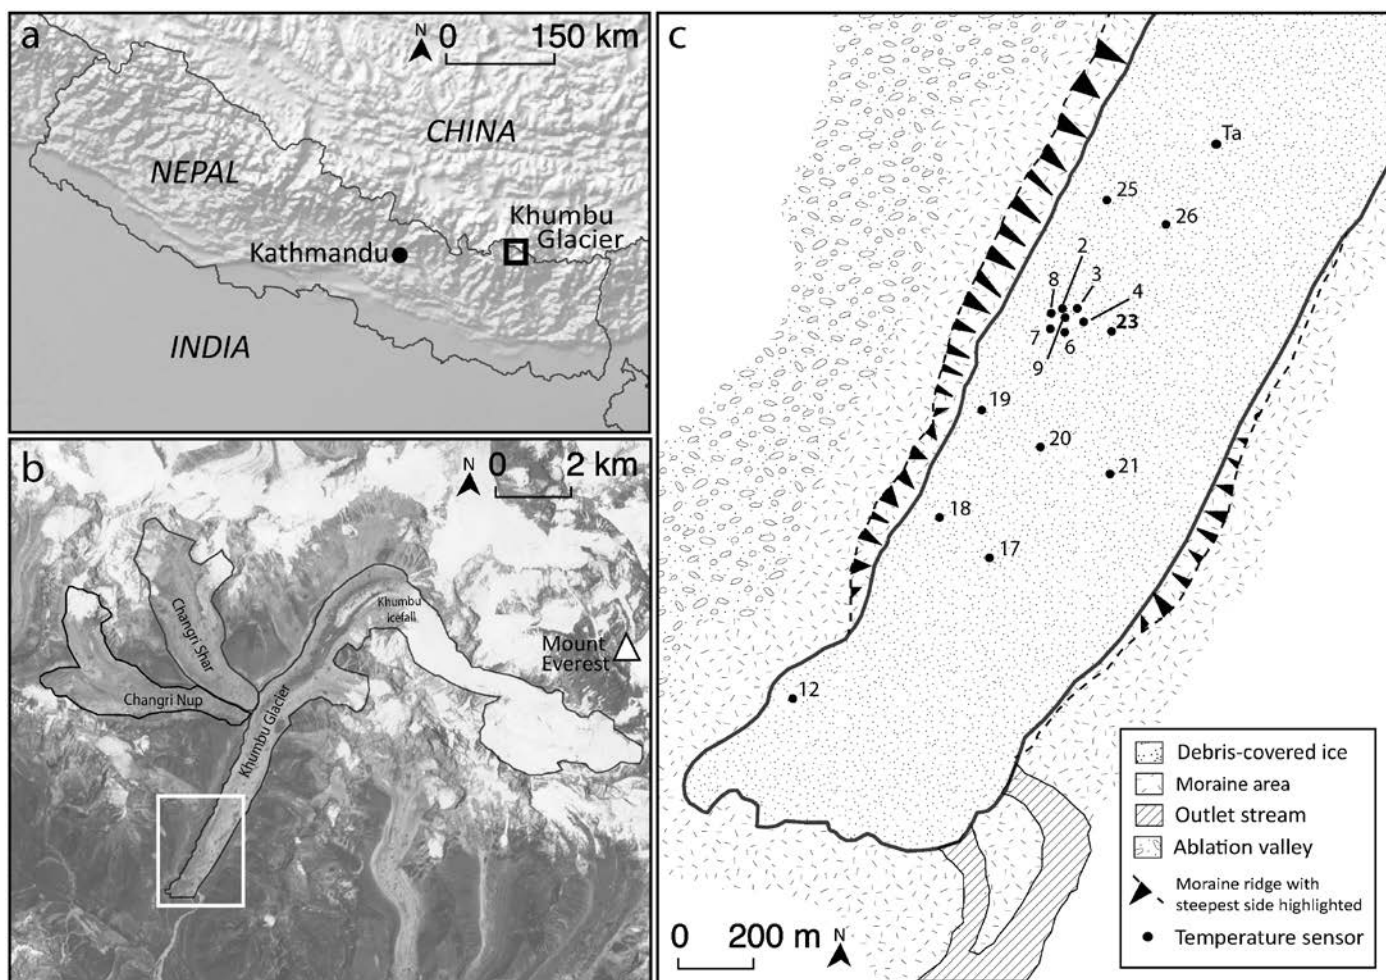 a
N
0 150 km
CHINA
NEPAL
Khumbu
Glacier
Kathmandu
INDIA
b
N
0 2 km
Khumbu
icefall
Changri Shar
Mount
Everest
Changri Nup
Khumbu Glacier
c
Ta
25
26
2
8
3
4
23
7
6
9
19
20
21
18
17
12
Debris-covered ice
Moraine area
Outlet stream
Ablation valley
Moraine ridge with
steepest side highlighted
Temperature sensor
0 200 m
N